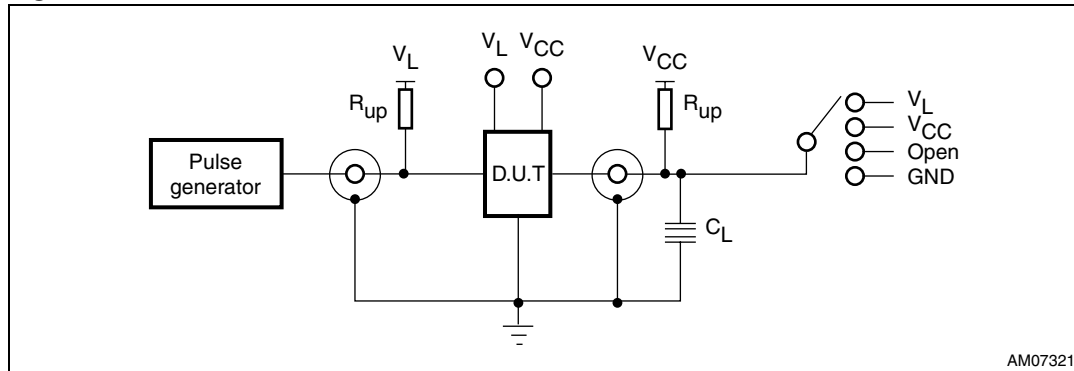 V_L
V_L V_CC
V_CC
R_up
R_up
Pulse generator
D.U.T
C_L
V_L
V_CC
Open
GND
AM07321